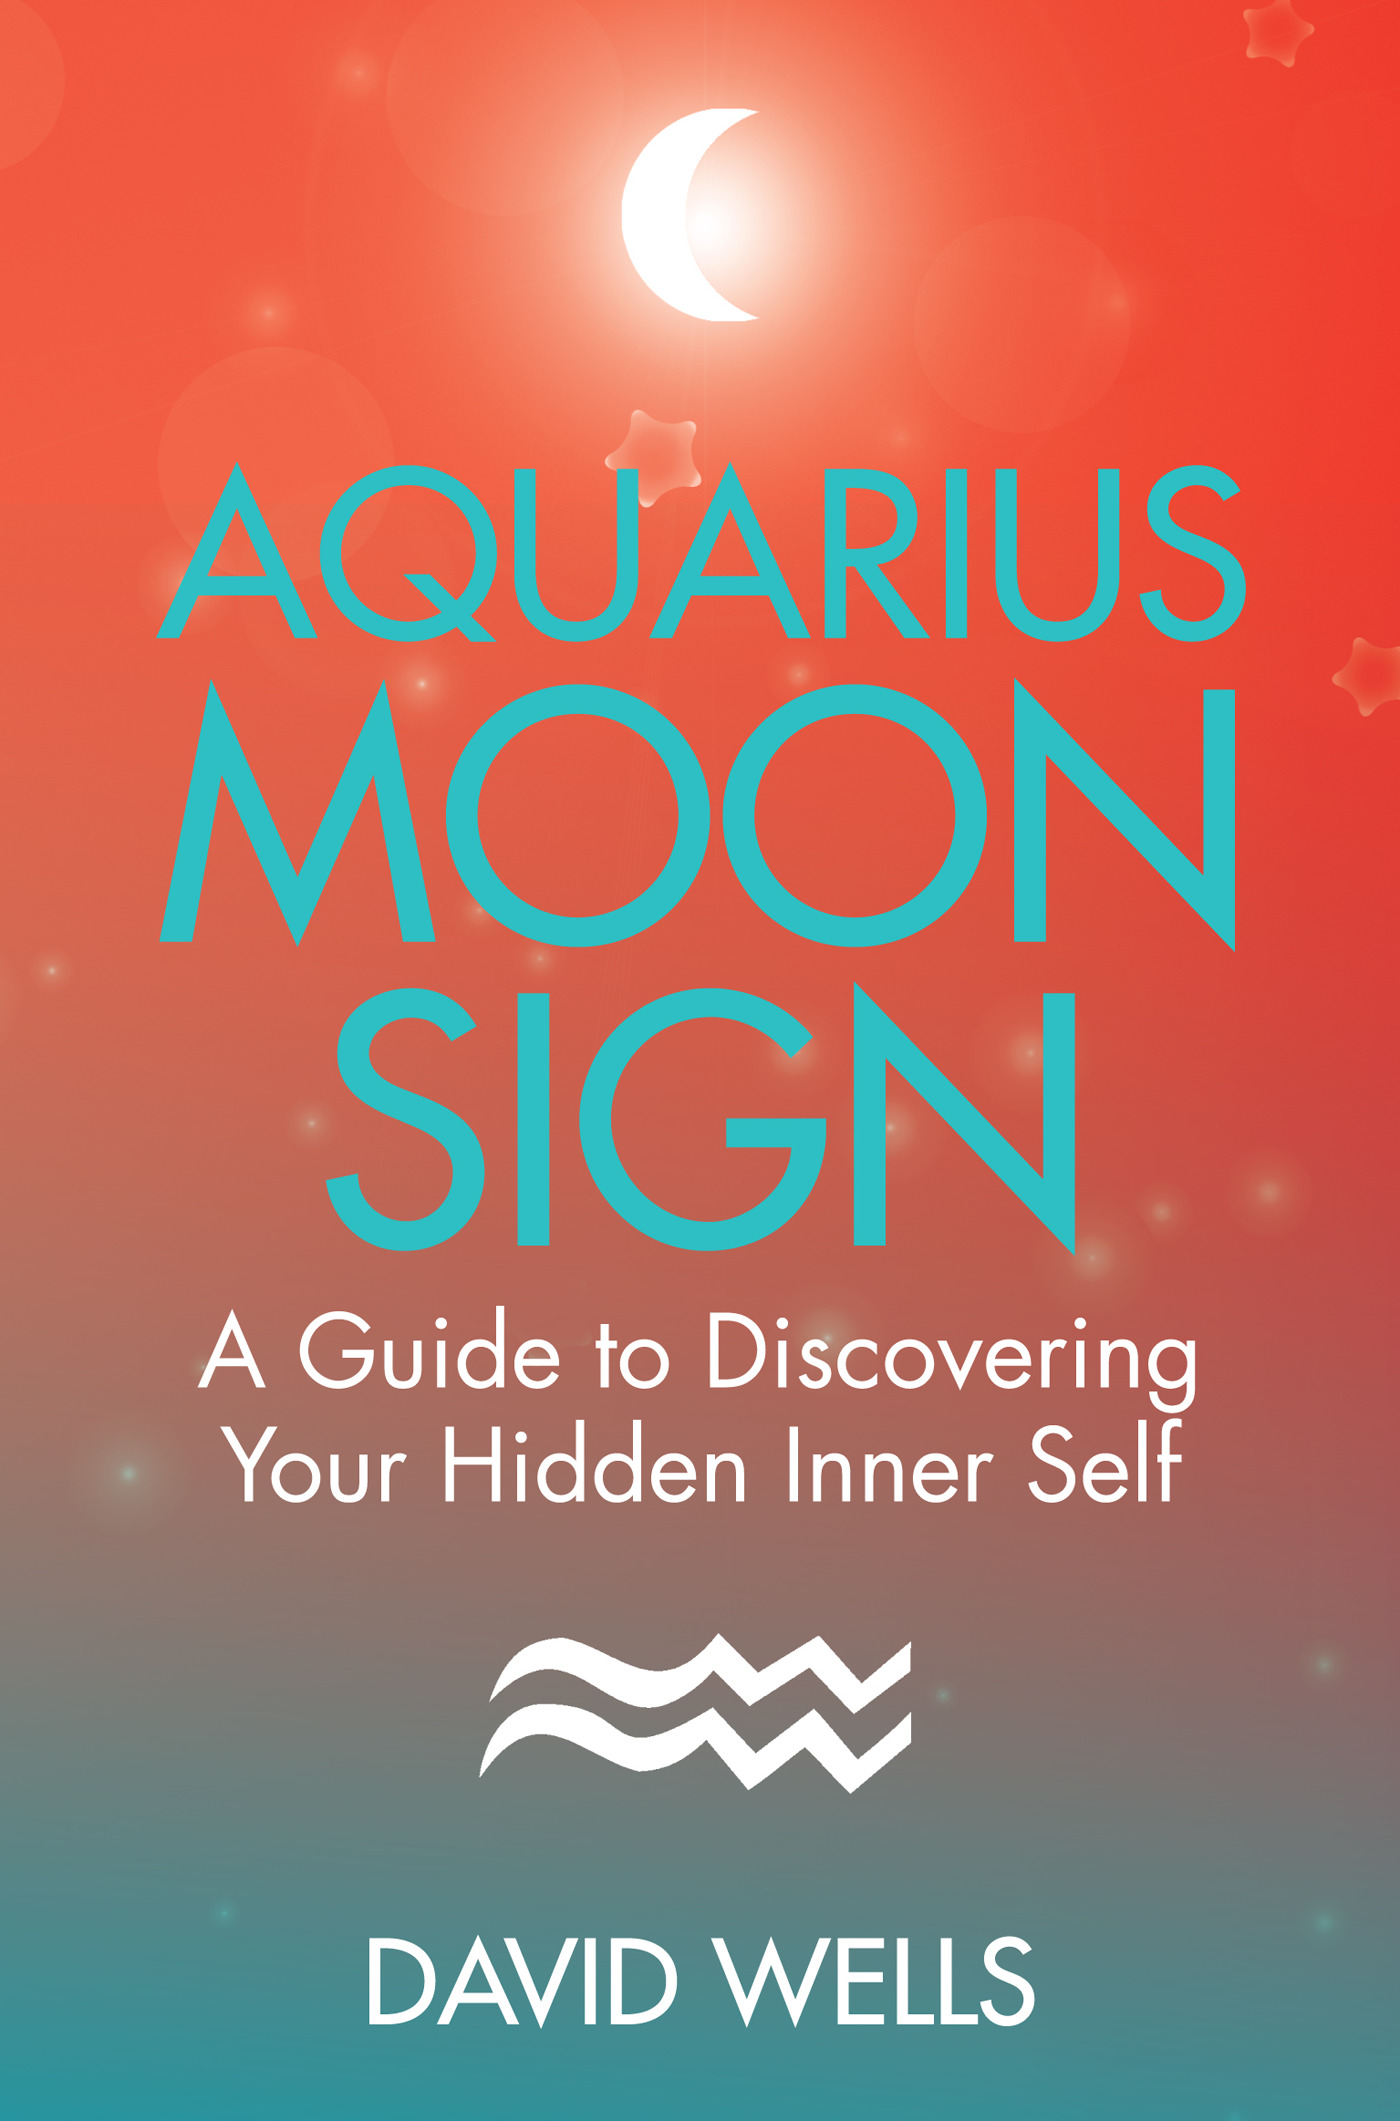 AQUARIUS
MOON
SIGN
A Guide to Discovering
Your Hidden Inner Self
DAVID WELLS